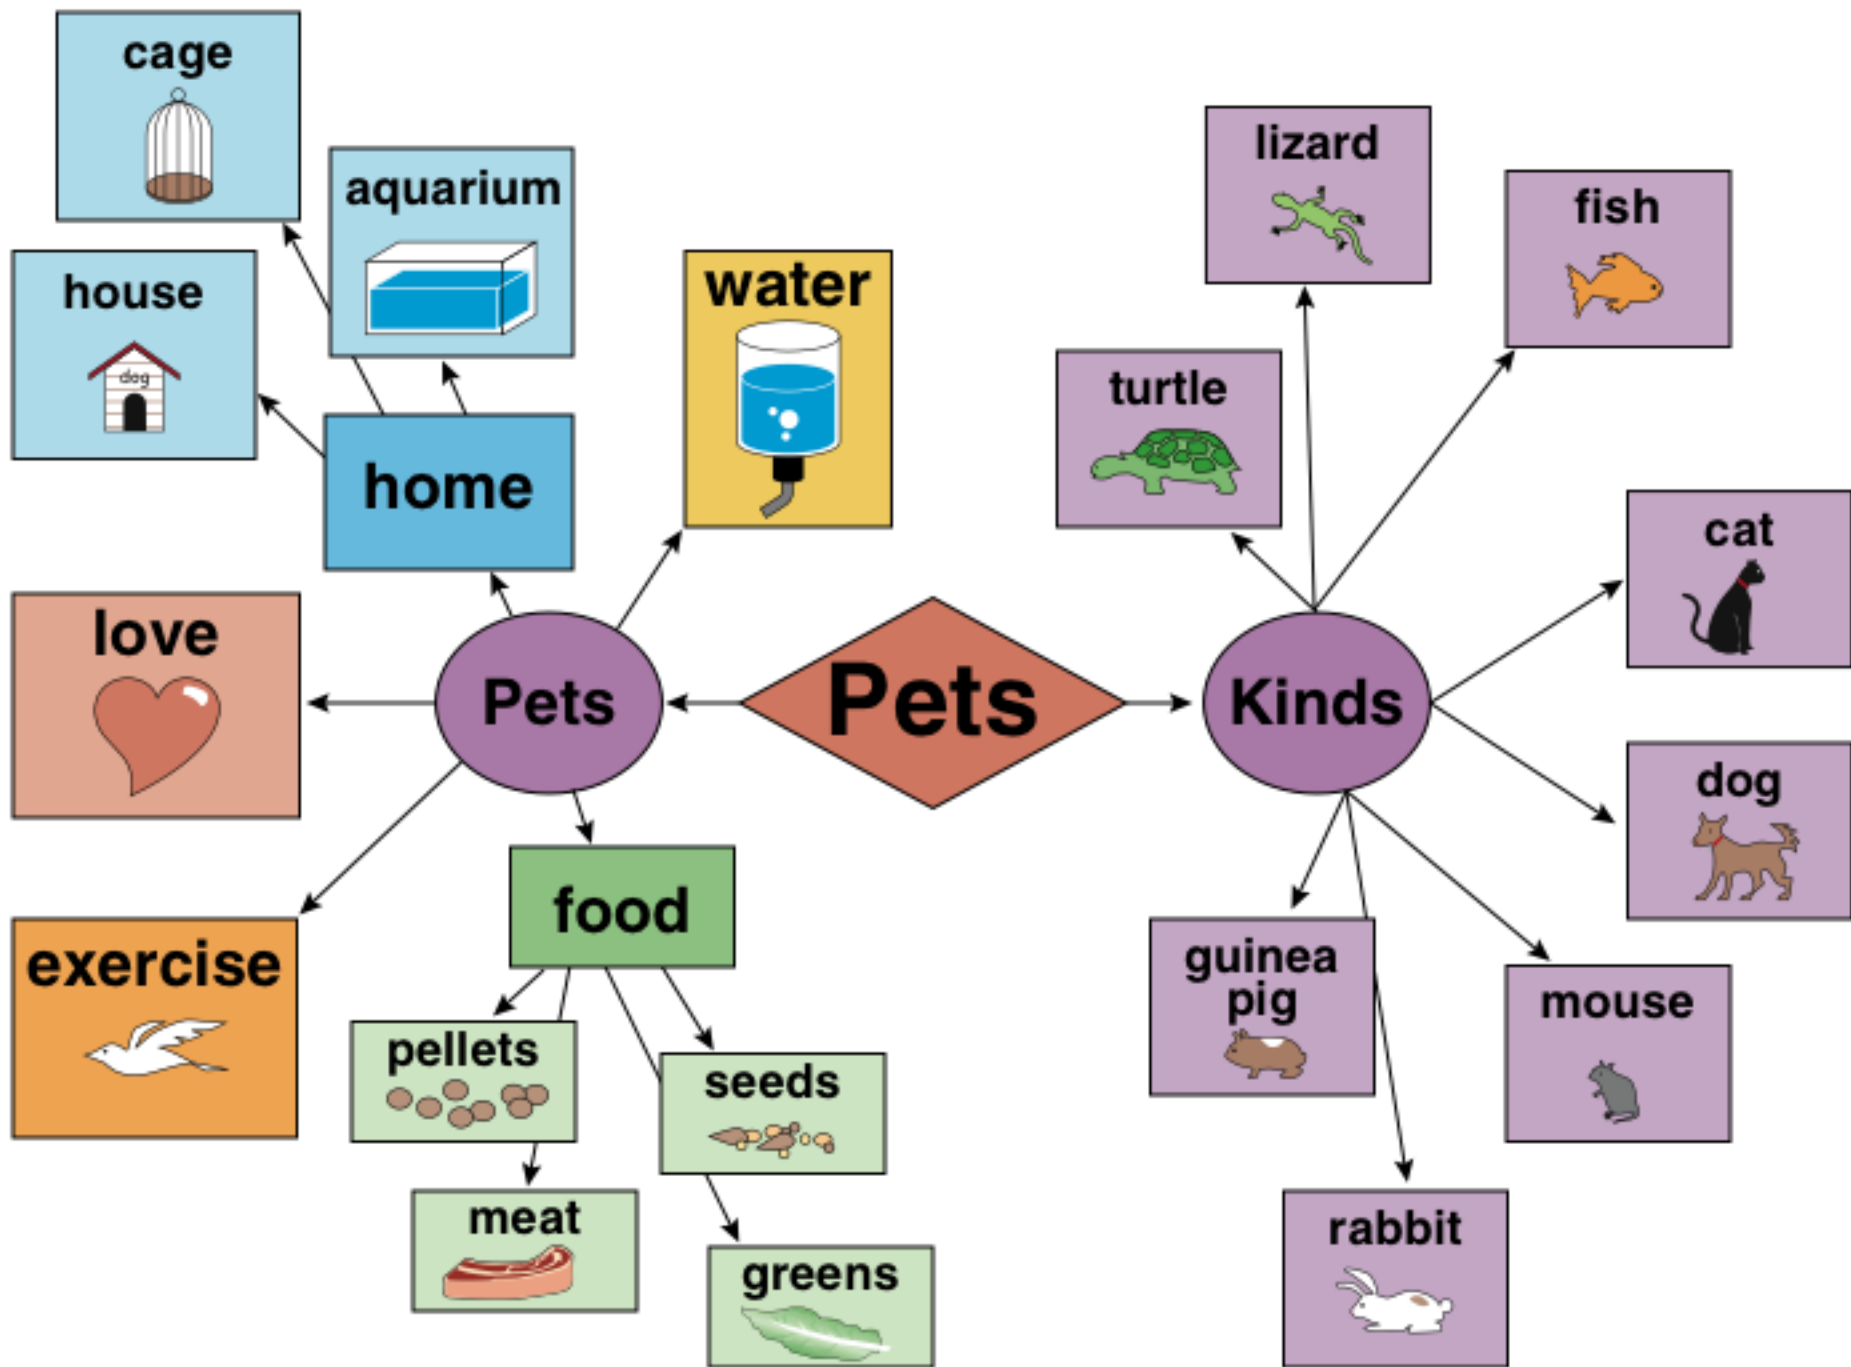 cage
aquarium
house
dog
home
water
love
Pets
exercise
food
pellets
seeds
meat
greens
Pets
Kinds
lizard
fish
turtle
cat
dog
guinea
pig
mouse
rabbit